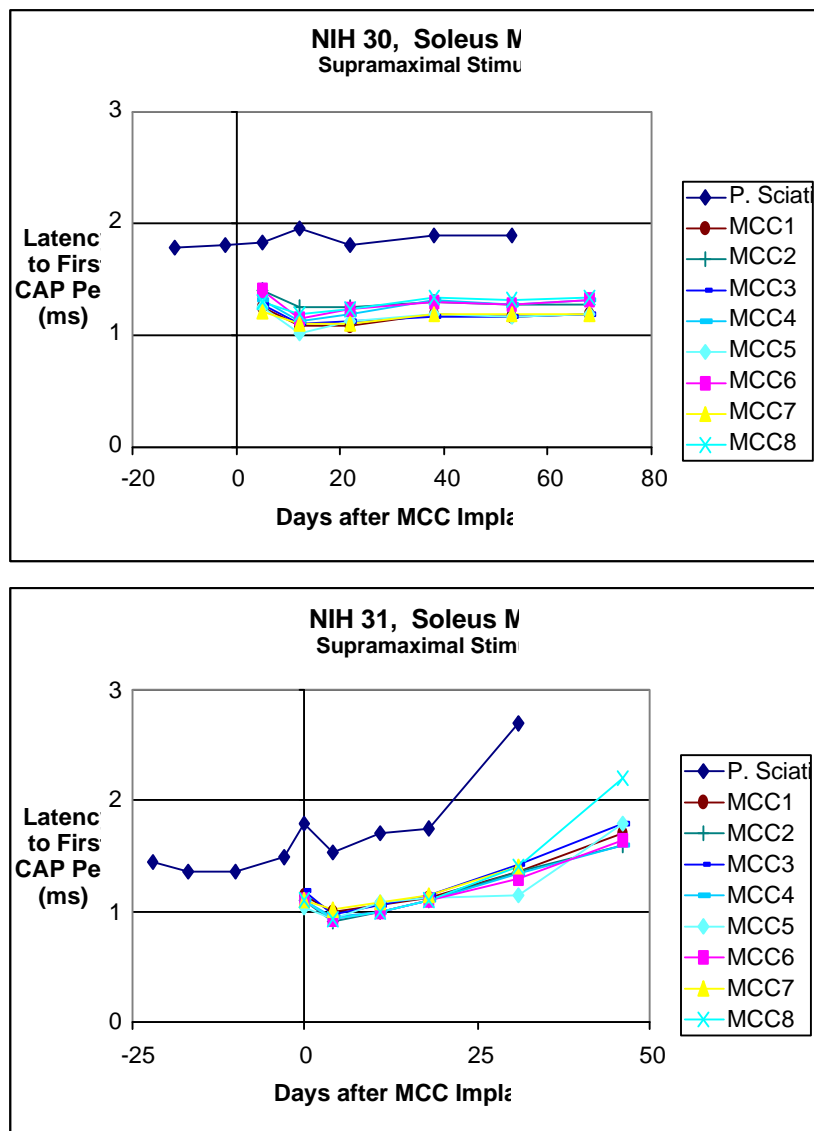 NIH 30, Soleus M
Supramaximal Stimu
3
2
1
0
Latenc
to Firs
CAP Pe
(ms)
-20 0 20 40 60 80
Days after MCC Impla
P. Sciati
MCC1
MCC2
MCC3
MCC4
MCC5
MCC6
MCC7
MCC8
NIH 31, Soleus M
Supramaximal Stim
3
2
1
0
Latenc
to Firs
CAP Pe
(ms)
-25 0 25 50
Days after MCC Impla
P. Sciati
MCC1
MCC2
MCC3
MCC4
MCC5
MCC6
MCC7
MCC8